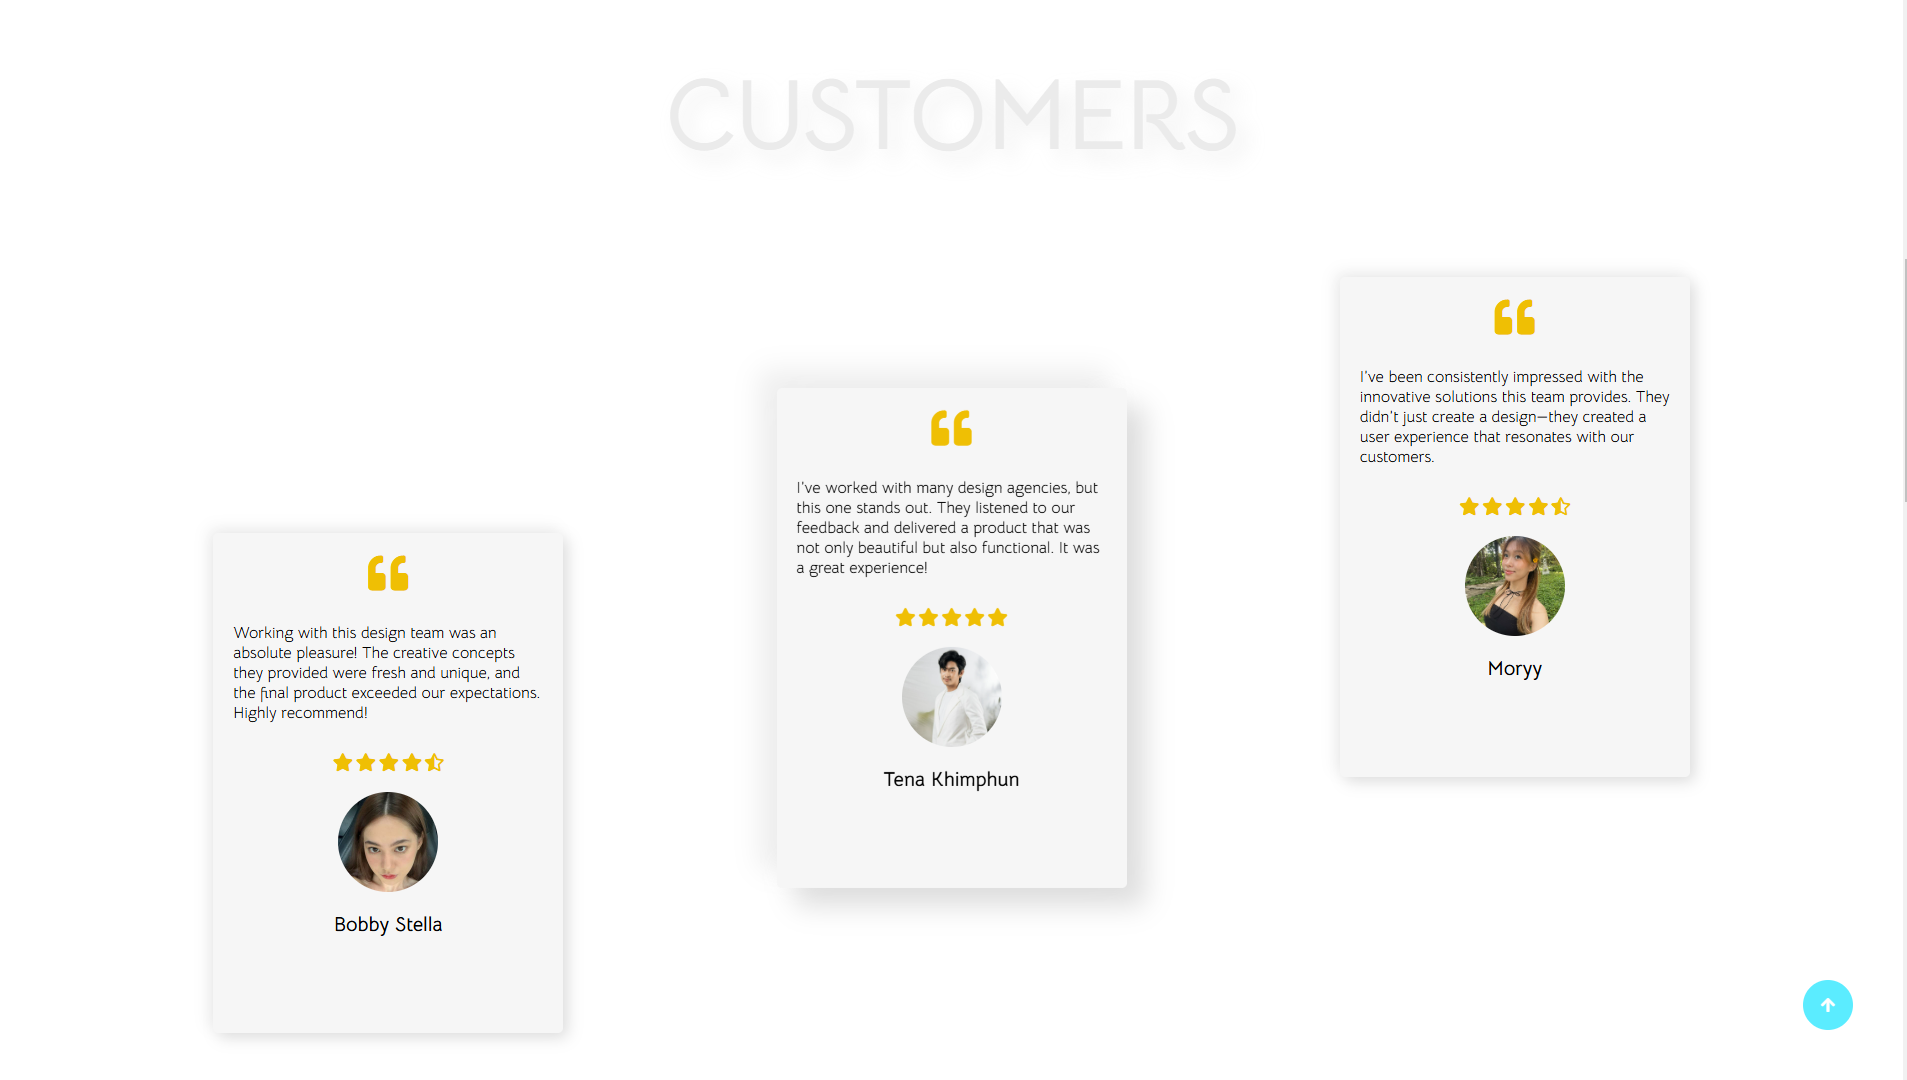 CUSTOMERS
Working with this design team was an
absolute pleasure! The creative concepts
they provided were fresh and unique, and
the final product exceeded our expectations.
Highly recommend!
Bobby Stella
I've worked with many design agencies, but
this one stands out. They listened to our
feedback and delivered a product that was
not only beautiful but also functional. It was
a great experience!
Tena Khimphun
I've been consistently impressed with the
innovative solutions this team provides. They
didn't just create a design—they created a
user experience that resonates with our
customers.
Moryy